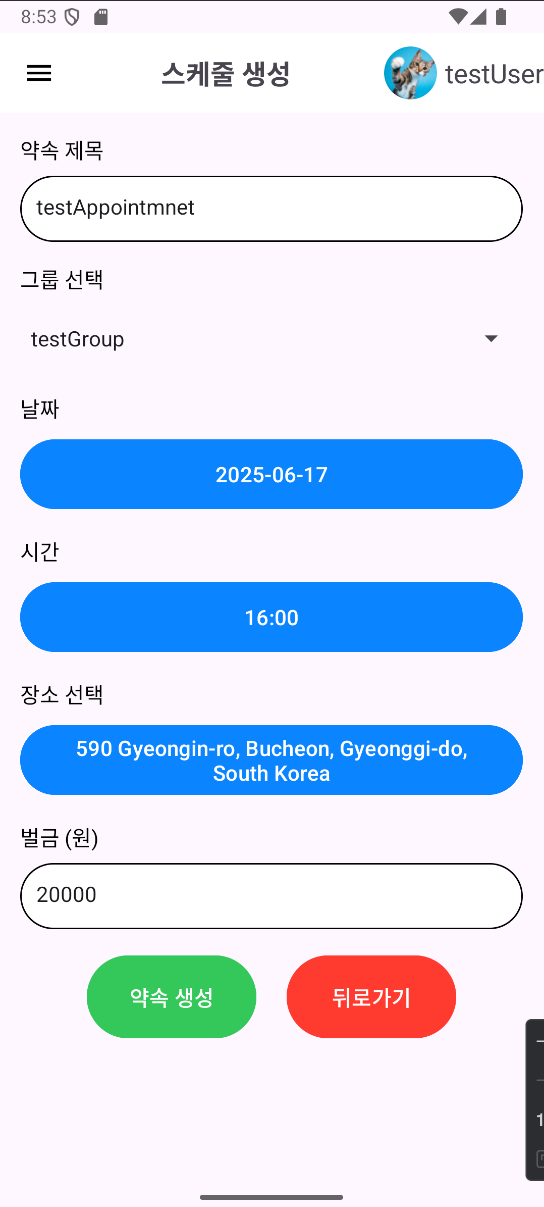 8:53
스케줄 생성
testUser
약속 제목
testAppointmnet
그룹 선택
testGroup
날짜
2025-06-17
시간
16:00
장소 선택
590 Gyeongin-ro, Bucheon, Gyeonggi-do,
South Korea
벌금 (원)
20000
약속 생성
뒤로가기